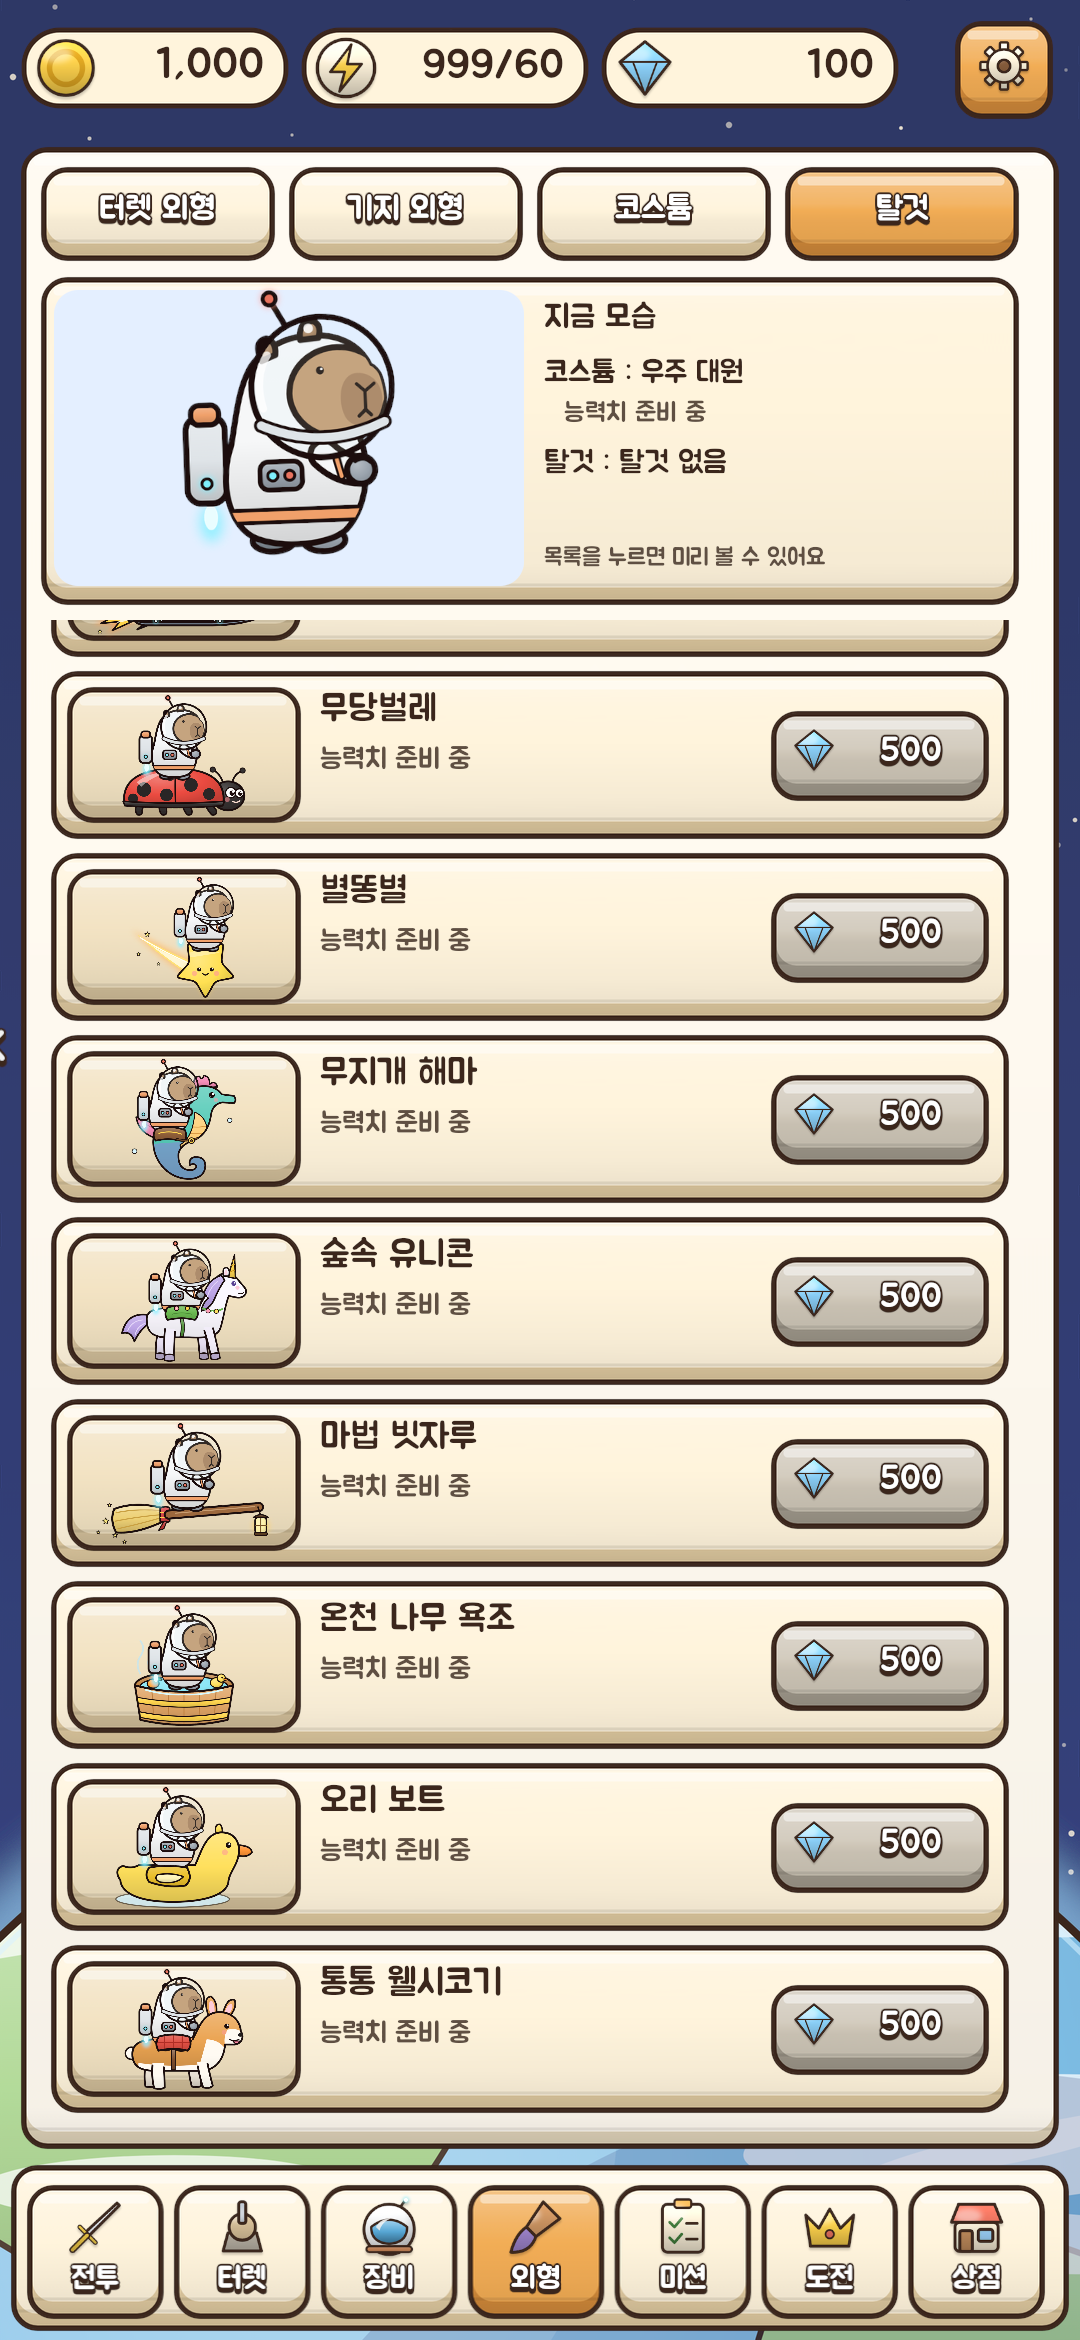 1,000
999/60
100
터렛 외형
기지 외형
코스튬
탈것
지금 모습
코스튬 : 우주 대원
능력치 준비 중
탈것 : 탈것 없음
목록을 누르면 미리 볼 수 있어요
무당벌레
능력치 준비 중
500
별똥별
능력치 준비 중
500
무지개 해마
능력치 준비 중
500
숲속 유니콘
능력치 준비 중
500
마법 빗자루
능력치 준비 중
500
온천 나무 욕조
능력치 준비 중
500
오리 보트
능력치 준비 중
500
통통 웰시코기
능력치 준비 중
500
전투
터렛
장비
외형
미션
도전
상점